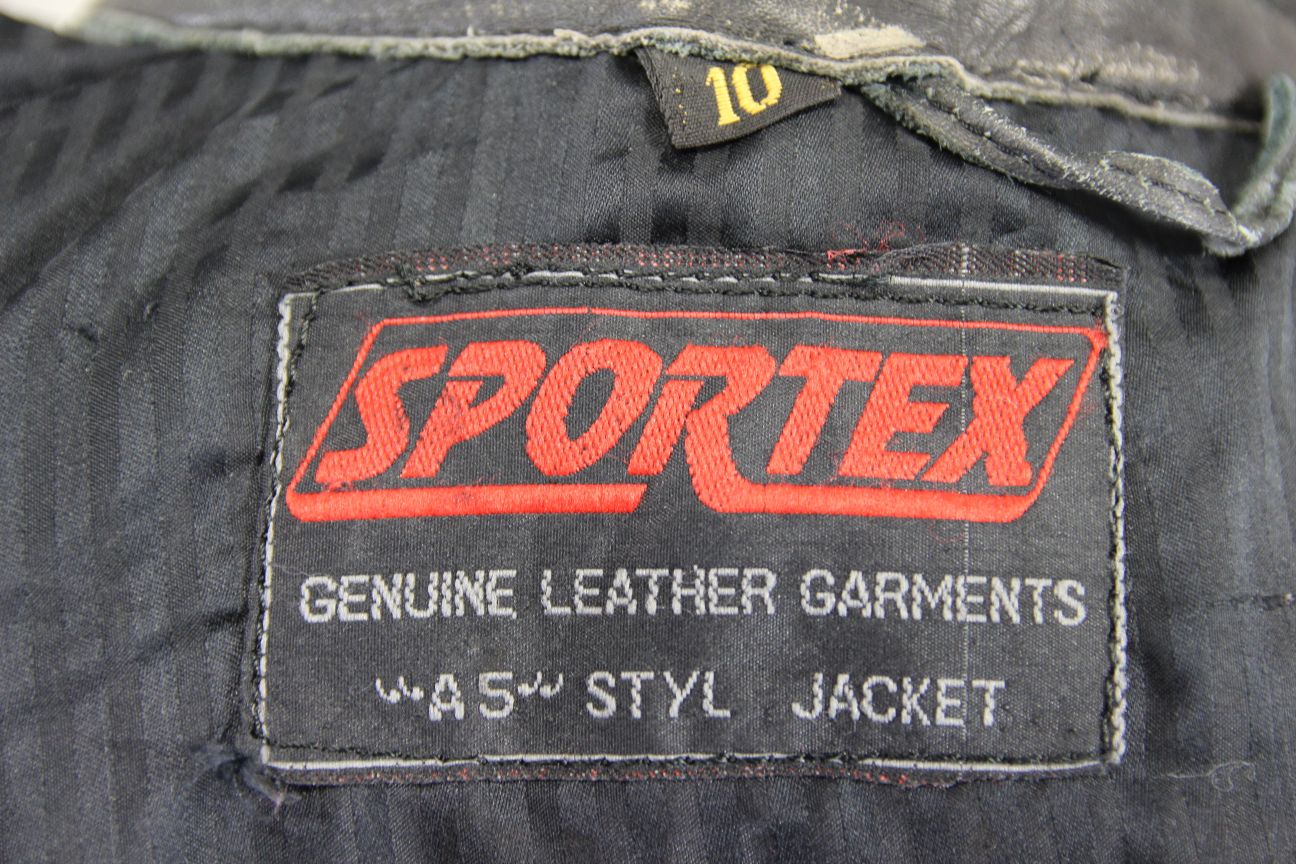 10
SPORTEX
GENUINE LEATHER GARMENTS
"A5" STYL JACKET